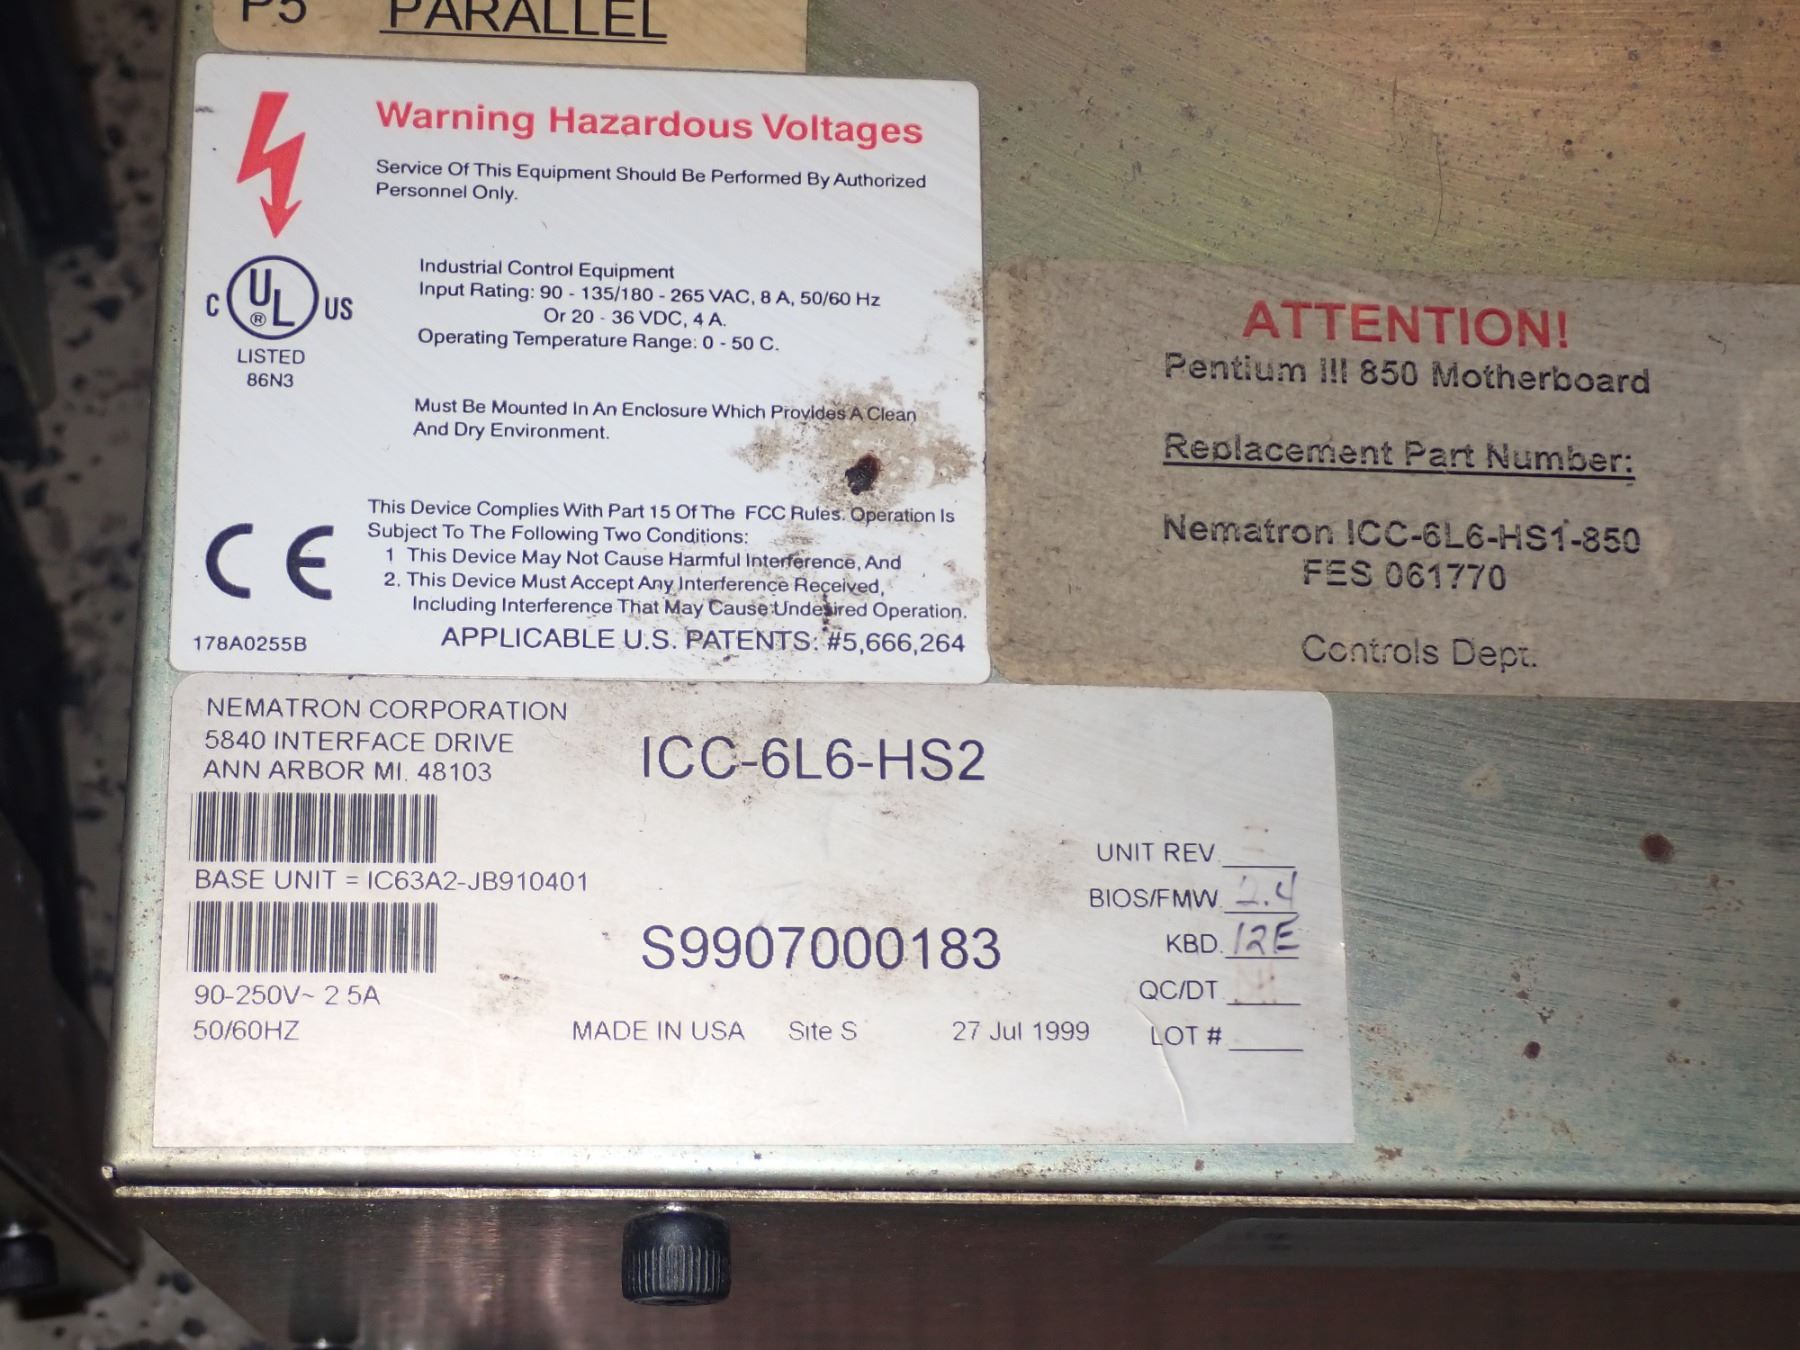 P5 PARALLEL
Warning Hazardous Voltages
Service Of This Equipment Should Be Performed By Authorized
Personnel Only.
C UL ® US
LISTED
86N3
Industrial Control Equipment
Input Rating: 90 - 135/180 - 265 VAC, 8 A, 50/60 Hz
Or 20 - 36 VDC, 4 A.
Operating Temperature Range: 0 - 50 C.
Must Be Mounted In An Enclosure Which Provides A Clean
And Dry Environment.
CE
This Device Complies With Part 15 Of The FCC Rules. Operation Is
Subject To The Following Two Conditions:
1 This Device May Not Cause Harmful Interference, And
2. This Device Must Accept Any Interference Received,
Including Interference That May Cause Undesired Operation.
178A0255B
APPLICABLE U.S. PATENTS: #5,666,264
ATTENTION!
Pentium III 850 Motherboard
Replacement Part Number:
Nematron ICC-6L6-HS1-850
FES 061770
Controls Dept.
NEMATRON CORPORATION
5840 INTERFACE DRIVE
ANN ARBOR MI. 48103
ICC-6L6-HS2
BASE UNIT = IC63A2-JB910401
S9907000183
90-250V~ 2 5A
50/60HZ
MADE IN USA Site S 27 Jul 1999
UNIT REV
BIOS/FMW 2.4
KBD. 12E
QC/DT
LOT #